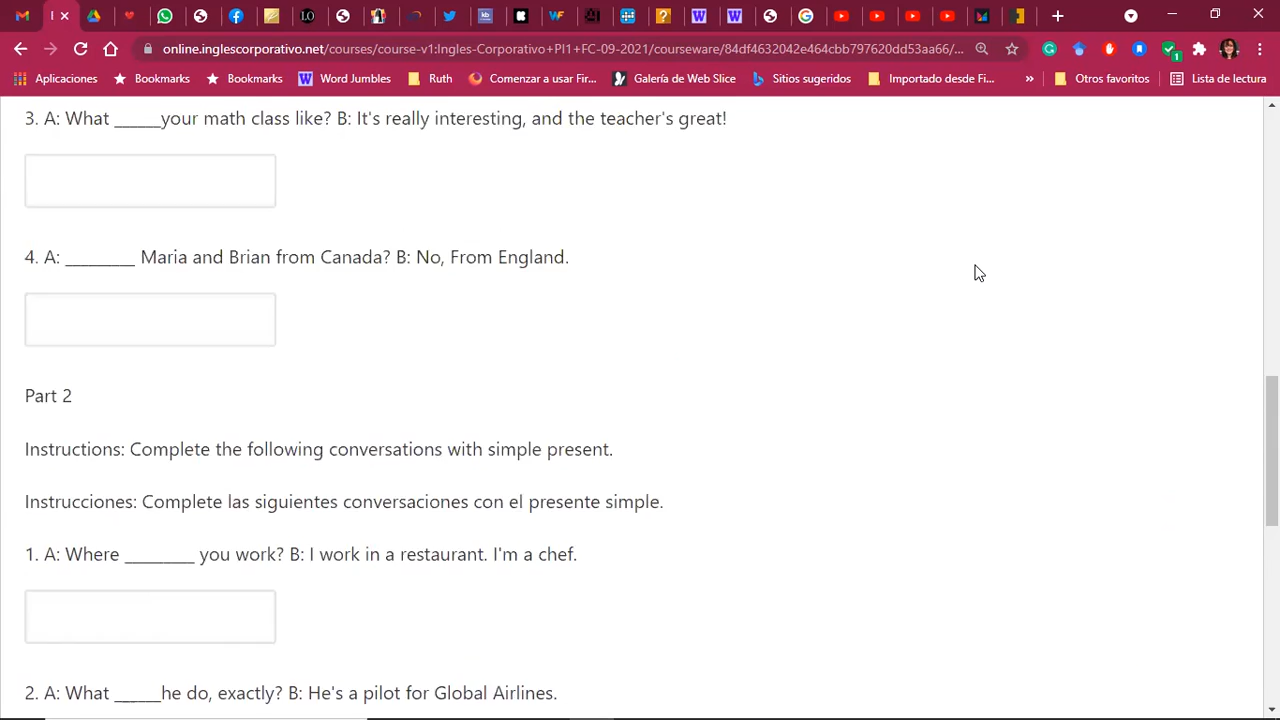 online.inglescorporativo.net/courses/course-v1:Ingles-Corporativo+PI1+FC-09-2021/courseware/84df4632042e464cbb797620dd53aa66/...
Aplicaciones Bookmarks Bookmarks Word Jumbles Ruth Comenzar a usar Fir... Galería de Web Slice Sitios sugeridos Importado desde Fi... » Otros favoritos Lista de lectura
3. A: What ______your math class like? B: It's really interesting, and the teacher's great!
4. A: _________ Maria and Brian from Canada? B: No, From England.
Part 2
Instructions: Complete the following conversations with simple present.
Instrucciones: Complete las siguientes conversaciones con el presente simple.
1. A: Where _________ you work? B: I work in a restaurant. I'm a chef.
2. A: What ______he do, exactly? B: He's a pilot for Global Airlines.